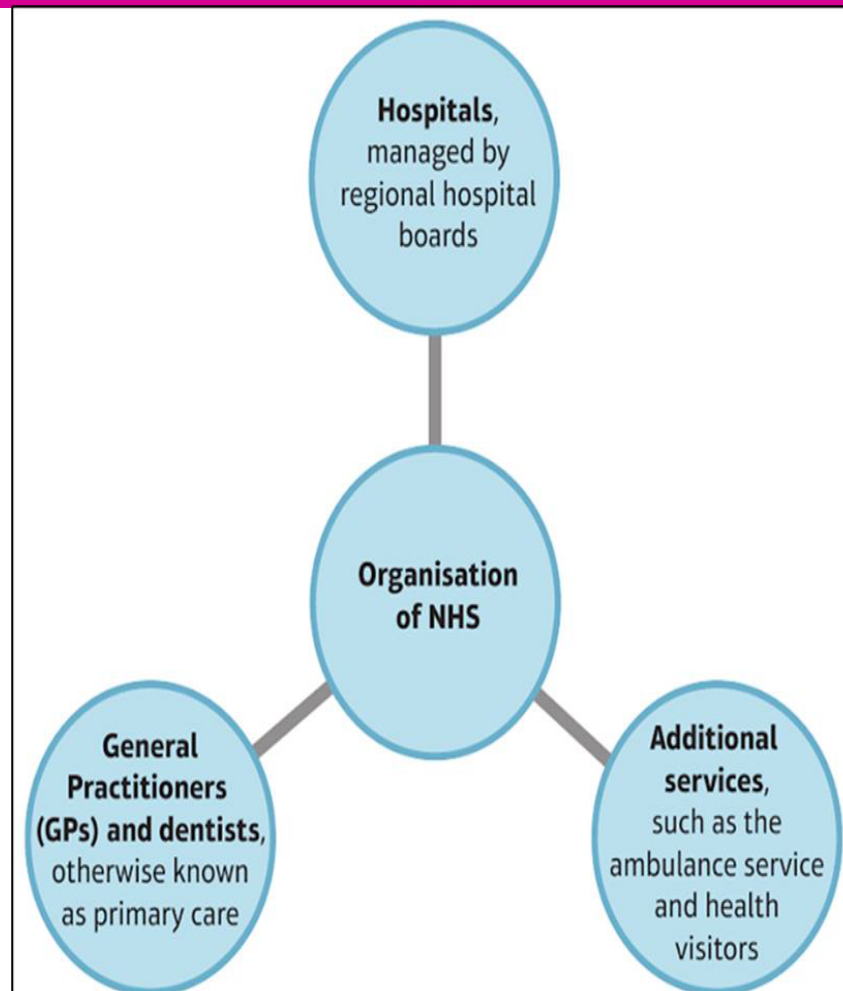 Hospitals,
managed by
regional hospital
boards
Organisation
of NHS
General
Practitioners
(GPs) and dentists,
otherwise known
as primary care
Additional
services,
such as the
ambulance service
and health
visitors